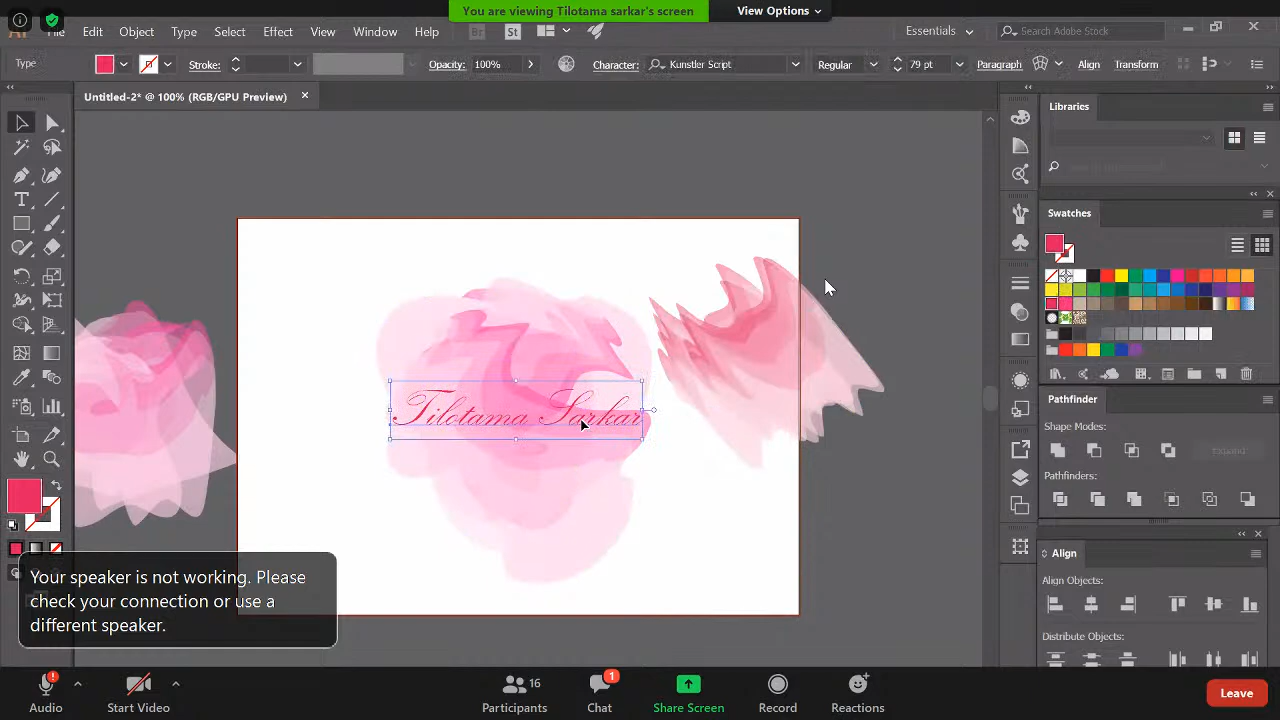 You are viewing Tilotama sarkar's screen
View Options
File Edit Object Type Select Effect View Window Help
Br
St
Essentials
Search Adobe Stock
Type
Stroke:
Opacity: 100%
Character: Kunstler Script
Regular
79 pt
Paragraph
Align
Transform
Untitled-2* @ 100% (RGB/GPU Preview)
Libraries
Swatches
Tilotama Sarkar
Pathfinder
Shape Modes:
Expand
Pathfinders:
Align
Align Objects:
Distribute Objects:
Your speaker is not working. Please
check your connection or use a
different speaker.
Audio
Start Video
16
Participants
1
Chat
Share Screen
Record
Reactions
Leave